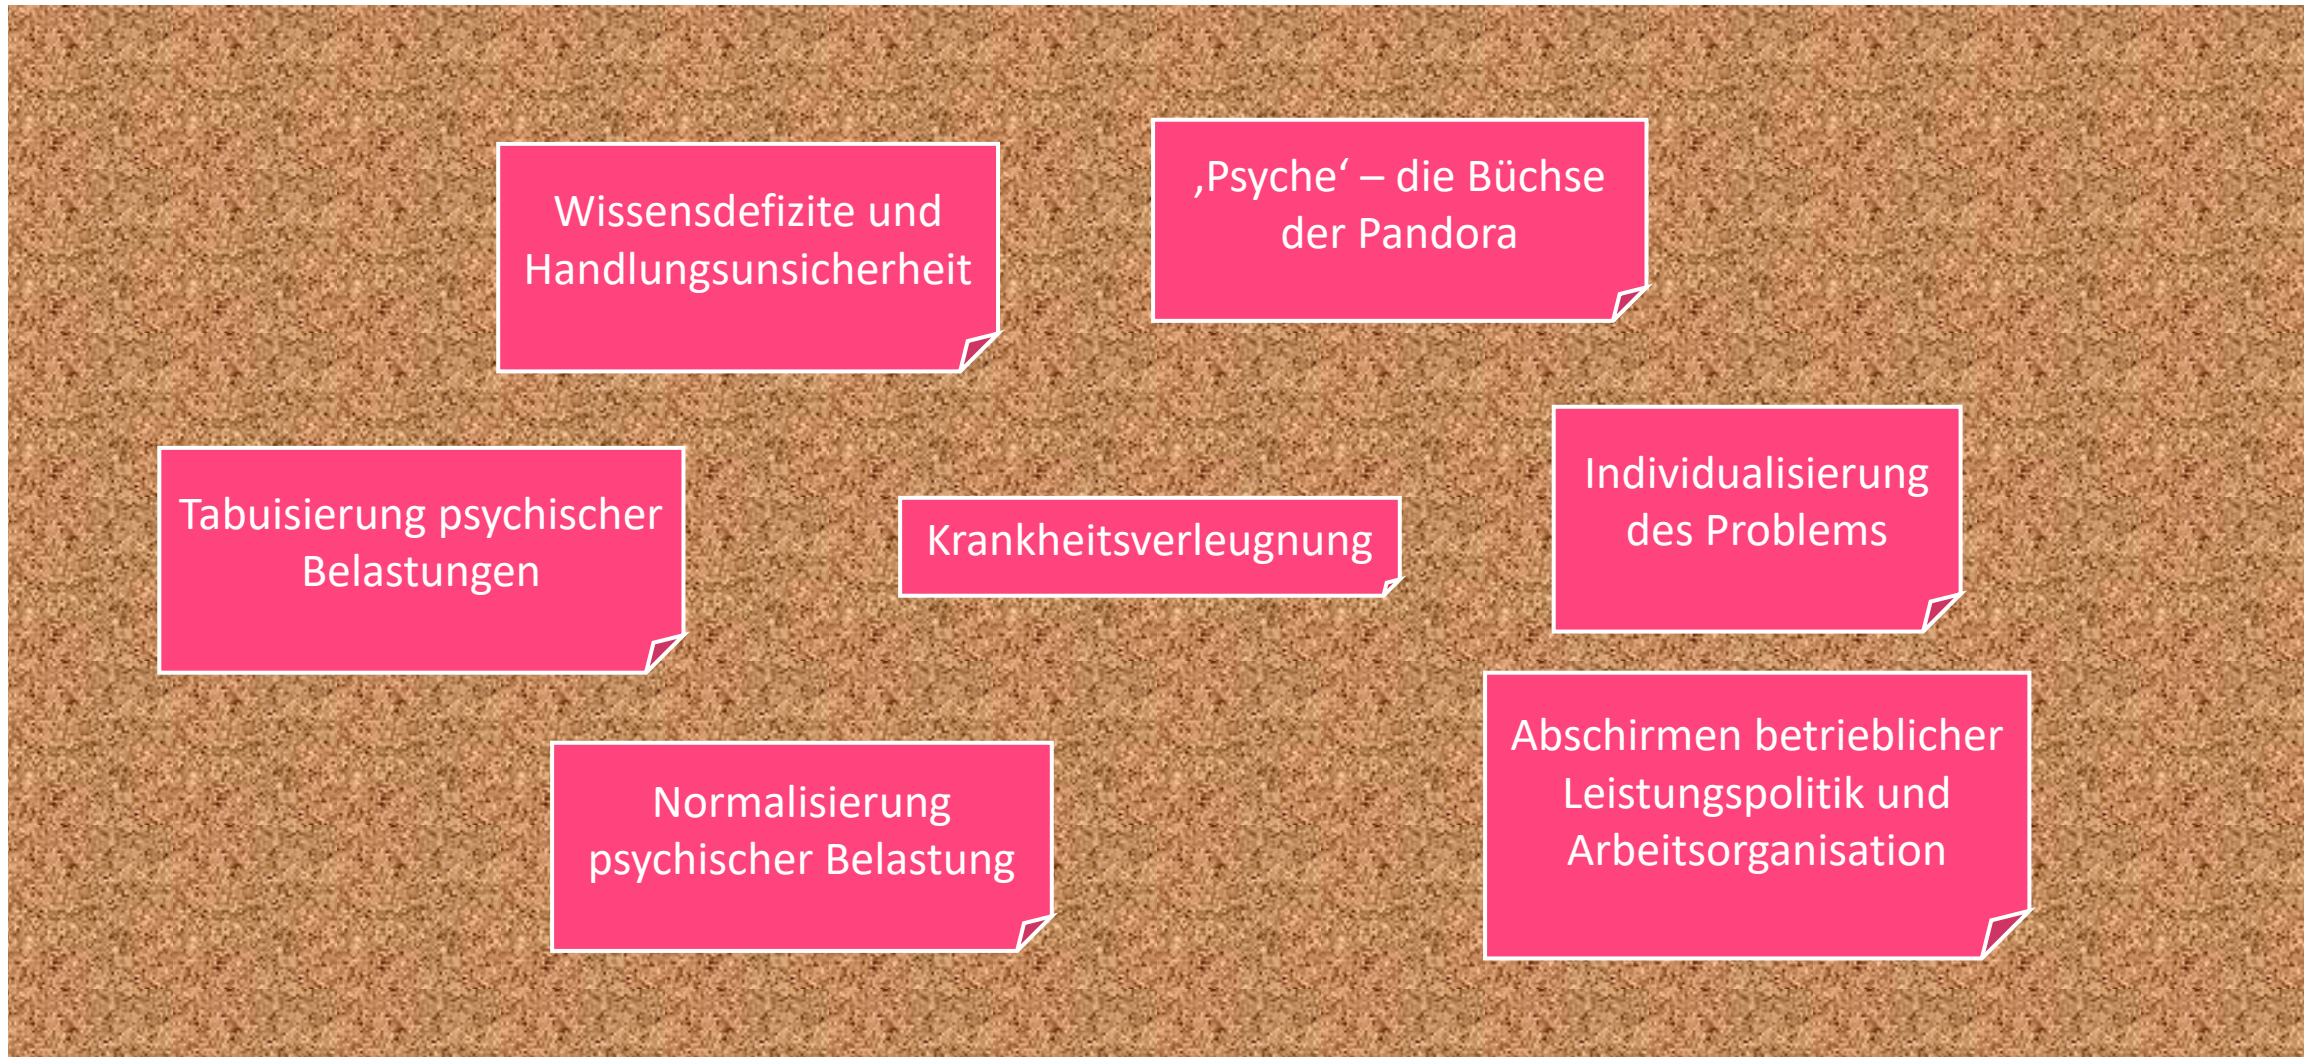 Wissensdefizite und
Handlungsunsicherheit
‚Psyche‘ – die Büchse
der Pandora
Tabuisierung psychischer
Belastungen
Krankheitsverleugnung
Individualisierung
des Problems
Normalisierung
psychischer Belastung
Abschirmen betrieblicher
Leistungspolitik und
Arbeitsorganisation